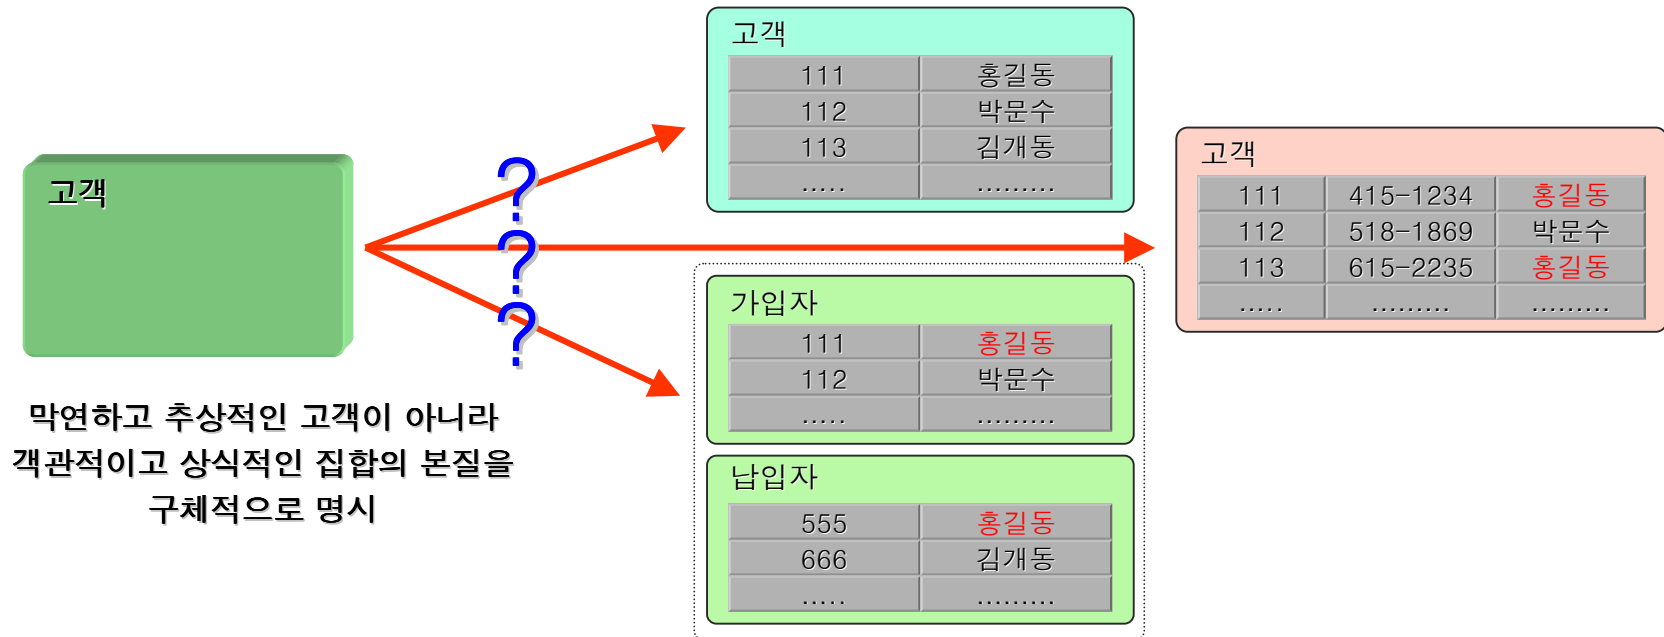 고객
막연하고 추상적인 고객이 아니라
객관적이고 상식적인 집합의 본질을
구체적으로 명시
?
?
?
고객
111 홍길동
112 박문수
113 김개동
..... .........
가입자
111 홍길동
112 박문수
..... .........
납입자
555 홍길동
666 김개동
..... .........
고객
111 415-1234 홍길동
112 518-1869 박문수
113 615-2235 홍길동
..... ......... .........